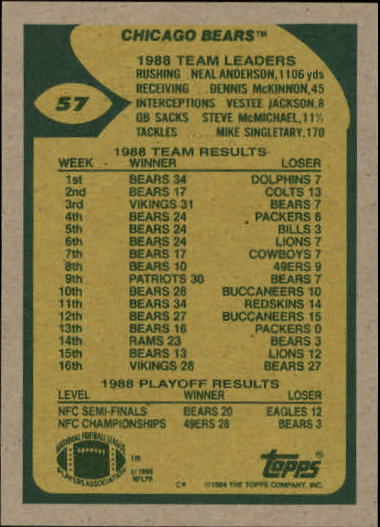 CHICAGO BEARS™
57
1988 TEAM LEADERS
RUSHING NEAL ANDERSON, 1106 yds
RECEIVING DENNIS McKINNON, 45
INTERCEPTIONS VESTEE JACKSON, 8
QB SACKS STEVE McMICHAEL, 11½
TACKLES MIKE SINGLETARY, 170
1988 TEAM RESULTS
WEEK WINNER LOSER
1st BEARS 34 DOLPHINS 7
2nd BEARS 17 COLTS 13
3rd VIKINGS 31 BEARS 7
4th BEARS 24 PACKERS 6
5th BEARS 24 BILLS 3
6th BEARS 24 LIONS 7
7th BEARS 17 COWBOYS 7
8th BEARS 10 49ERS 9
9th PATRIOTS 30 BEARS 7
10th BEARS 28 BUCCANEERS 10
11th BEARS 34 REDSKINS 14
12th BEARS 27 BUCCANEERS 15
13th BEARS 16 PACKERS 0
14th RAMS 23 BEARS 3
15th BEARS 13 LIONS 12
16th VIKINGS 28 BEARS 27
1988 PLAYOFF RESULTS
LEVEL WINNER LOSER
NFC SEMI-FINALS BEARS 20 EAGLES 12
NFC CHAMPIONSHIPS 49ERS 28 BEARS 3
NATIONAL FOOTBALL LEAGUE
PLAYERS ASSOCIATION
TM
NFLPA
topps®
THE TOPPS COMPANY, INC.